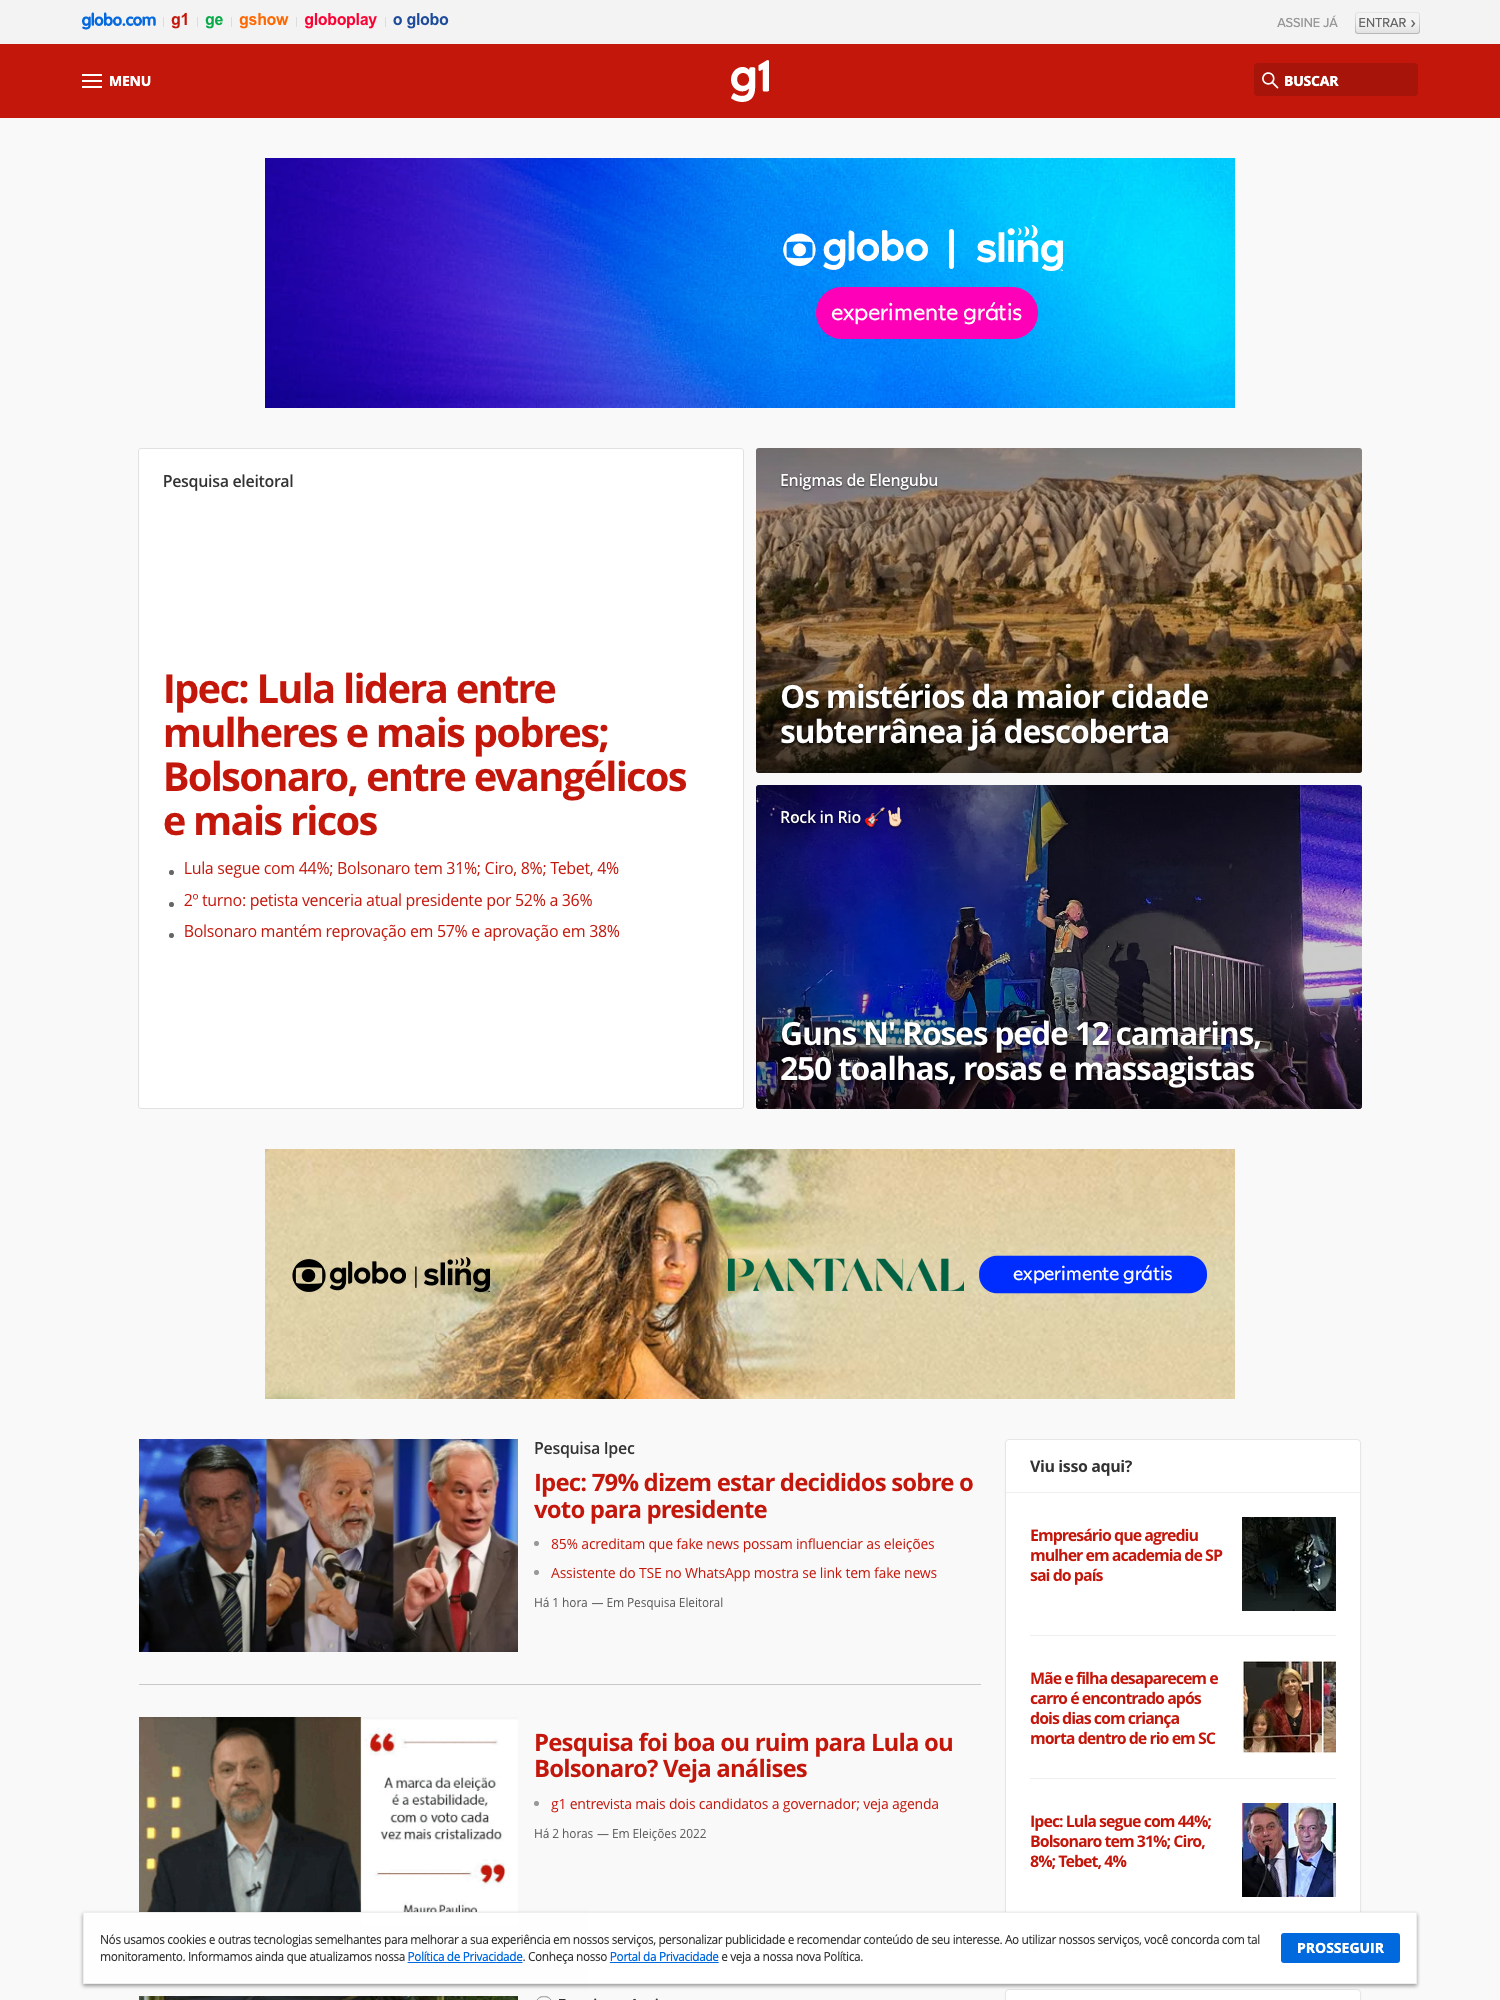 globo.com g1 ge gshow globoplay o globo
ASSINE JÁ ENTRAR ›
MENU
g1
BUSCAR
globo | sling
experimente grátis
Pesquisa eleitoral
Ipec: Lula lidera entre
mulheres e mais pobres;
Bolsonaro, entre evangélicos
e mais ricos
Lula segue com 44%; Bolsonaro tem 31%; Ciro, 8%; Tebet, 4%
2º turno: petista venceria atual presidente por 52% a 36%
Bolsonaro mantém reprovação em 57% e aprovação em 38%
Enigmas de Elengubu
Os mistérios da maior cidade
subterrânea já descoberta
Rock in Rio 🎸🤘🏻
Guns N' Roses pede 12 camarins,
250 toalhas, rosas e massagistas
globo | sling
PANTANAL
experimente grátis
Pesquisa Ipec
Ipec: 79% dizem estar decididos sobre o
voto para presidente
85% acreditam que fake news possam influenciar as eleições
Assistente do TSE no WhatsApp mostra se link tem fake news
Há 1 hora — Em Pesquisa Eleitoral
“
A marca da eleição
é a estabilidade,
com o voto cada
vez mais cristalizado
”
Mauro Paulino
Pesquisa foi boa ou ruim para Lula ou
Bolsonaro? Veja análises
g1 entrevista mais dois candidatos a governador; veja agenda
Há 2 horas — Em Eleições 2022
Viu isso aqui?
Empresário que agrediu
mulher em academia de SP
sai do país
Mãe e filha desaparecem e
carro é encontrado após
dois dias com criança
morta dentro de rio em SC
Ipec: Lula segue com 44%;
Bolsonaro tem 31%; Ciro,
8%; Tebet, 4%
Nós usamos cookies e outras tecnologias semelhantes para melhorar a sua experiência em nossos serviços, personalizar publicidade e recomendar conteúdo de seu interesse. Ao utilizar nossos serviços, você concorda com tal
monitoramento. Informamos ainda que atualizamos nossa Política de Privacidade. Conheça nosso Portal da Privacidade e veja a nossa nova Política.
PROSSEGUIR